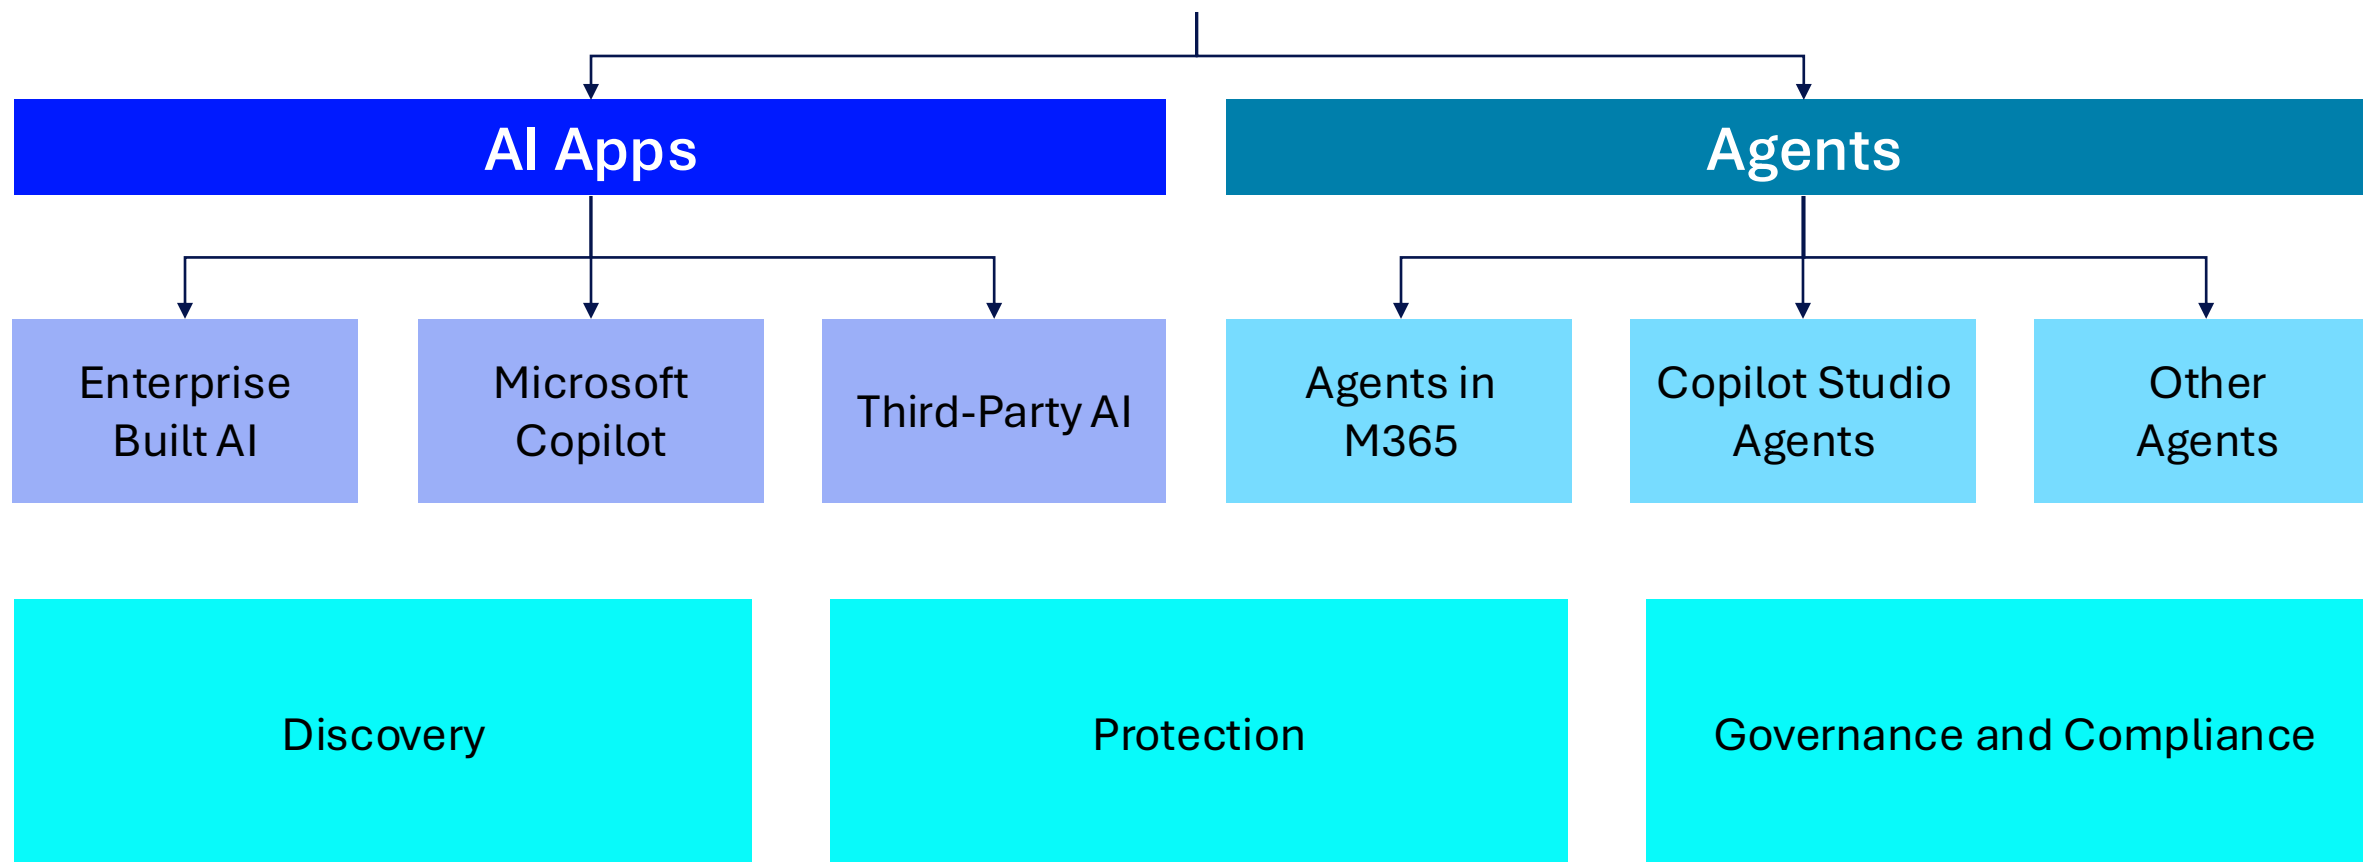 AI Apps
Agents
Enterprise
Built AI
Microsoft
Copilot
Third-Party AI
Agents in
M365
Copilot Studio
Agents
Other
Agents
Discovery
Protection
Governance and Compliance